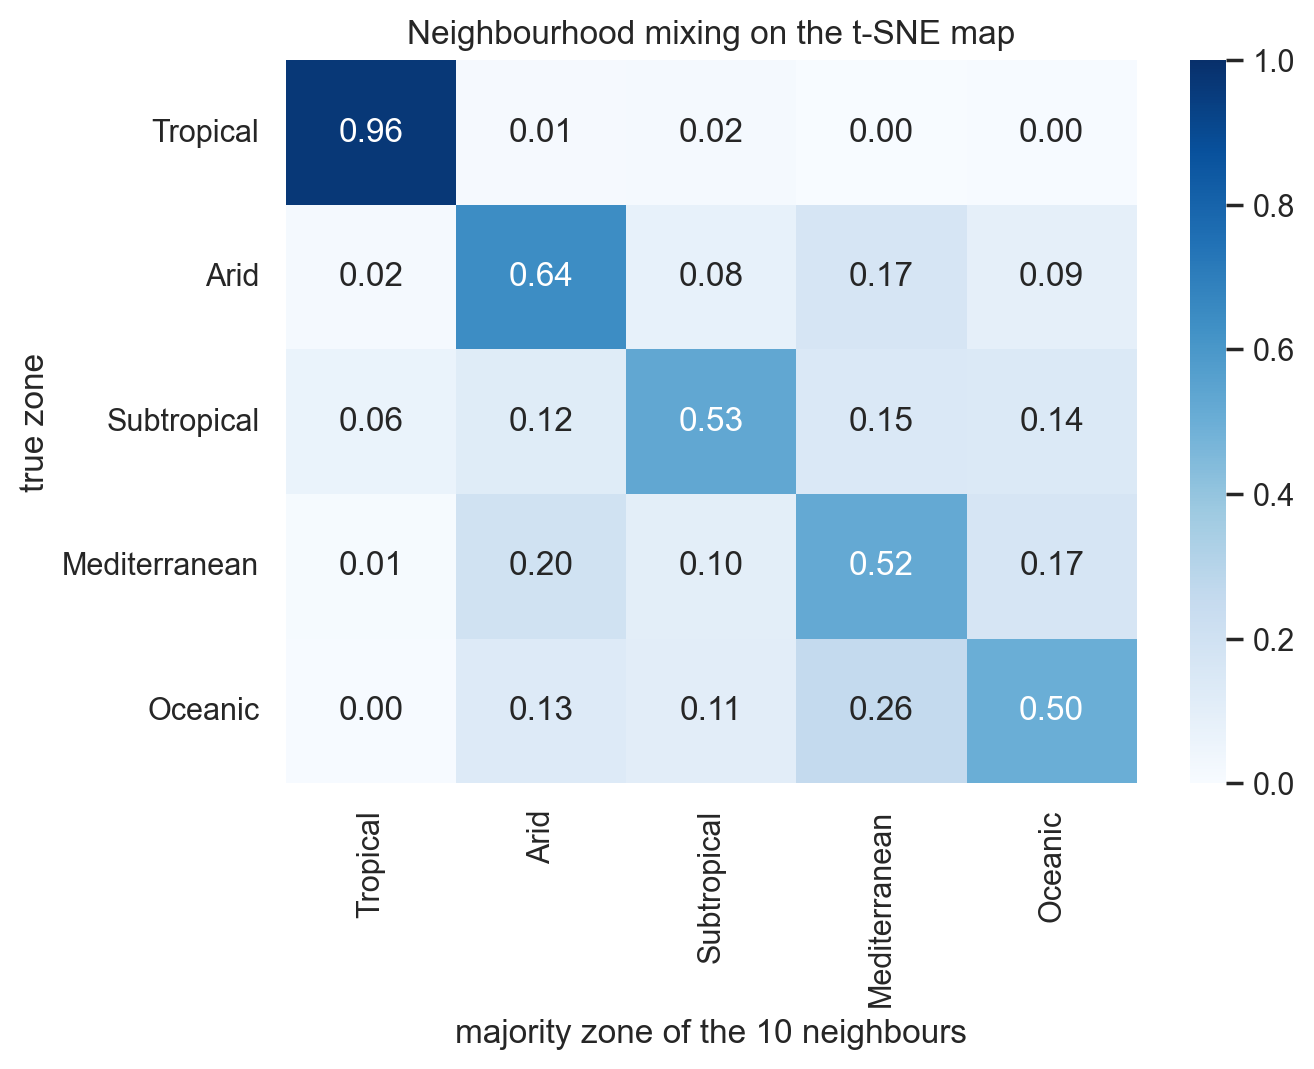 Neighbourhood mixing on the t-SNE map
true zone
Tropical 0.96 0.01 0.02 0.00 0.00
Arid 0.02 0.64 0.08 0.17 0.09
Subtropical 0.06 0.12 0.53 0.15 0.14
Mediterranean 0.01 0.20 0.10 0.52 0.17
Oceanic 0.00 0.13 0.11 0.26 0.50
Tropical Arid Subtropical Mediterranean Oceanic
majority zone of the 10 neighbours
1.0
0.8
0.6
0.4
0.2
0.0